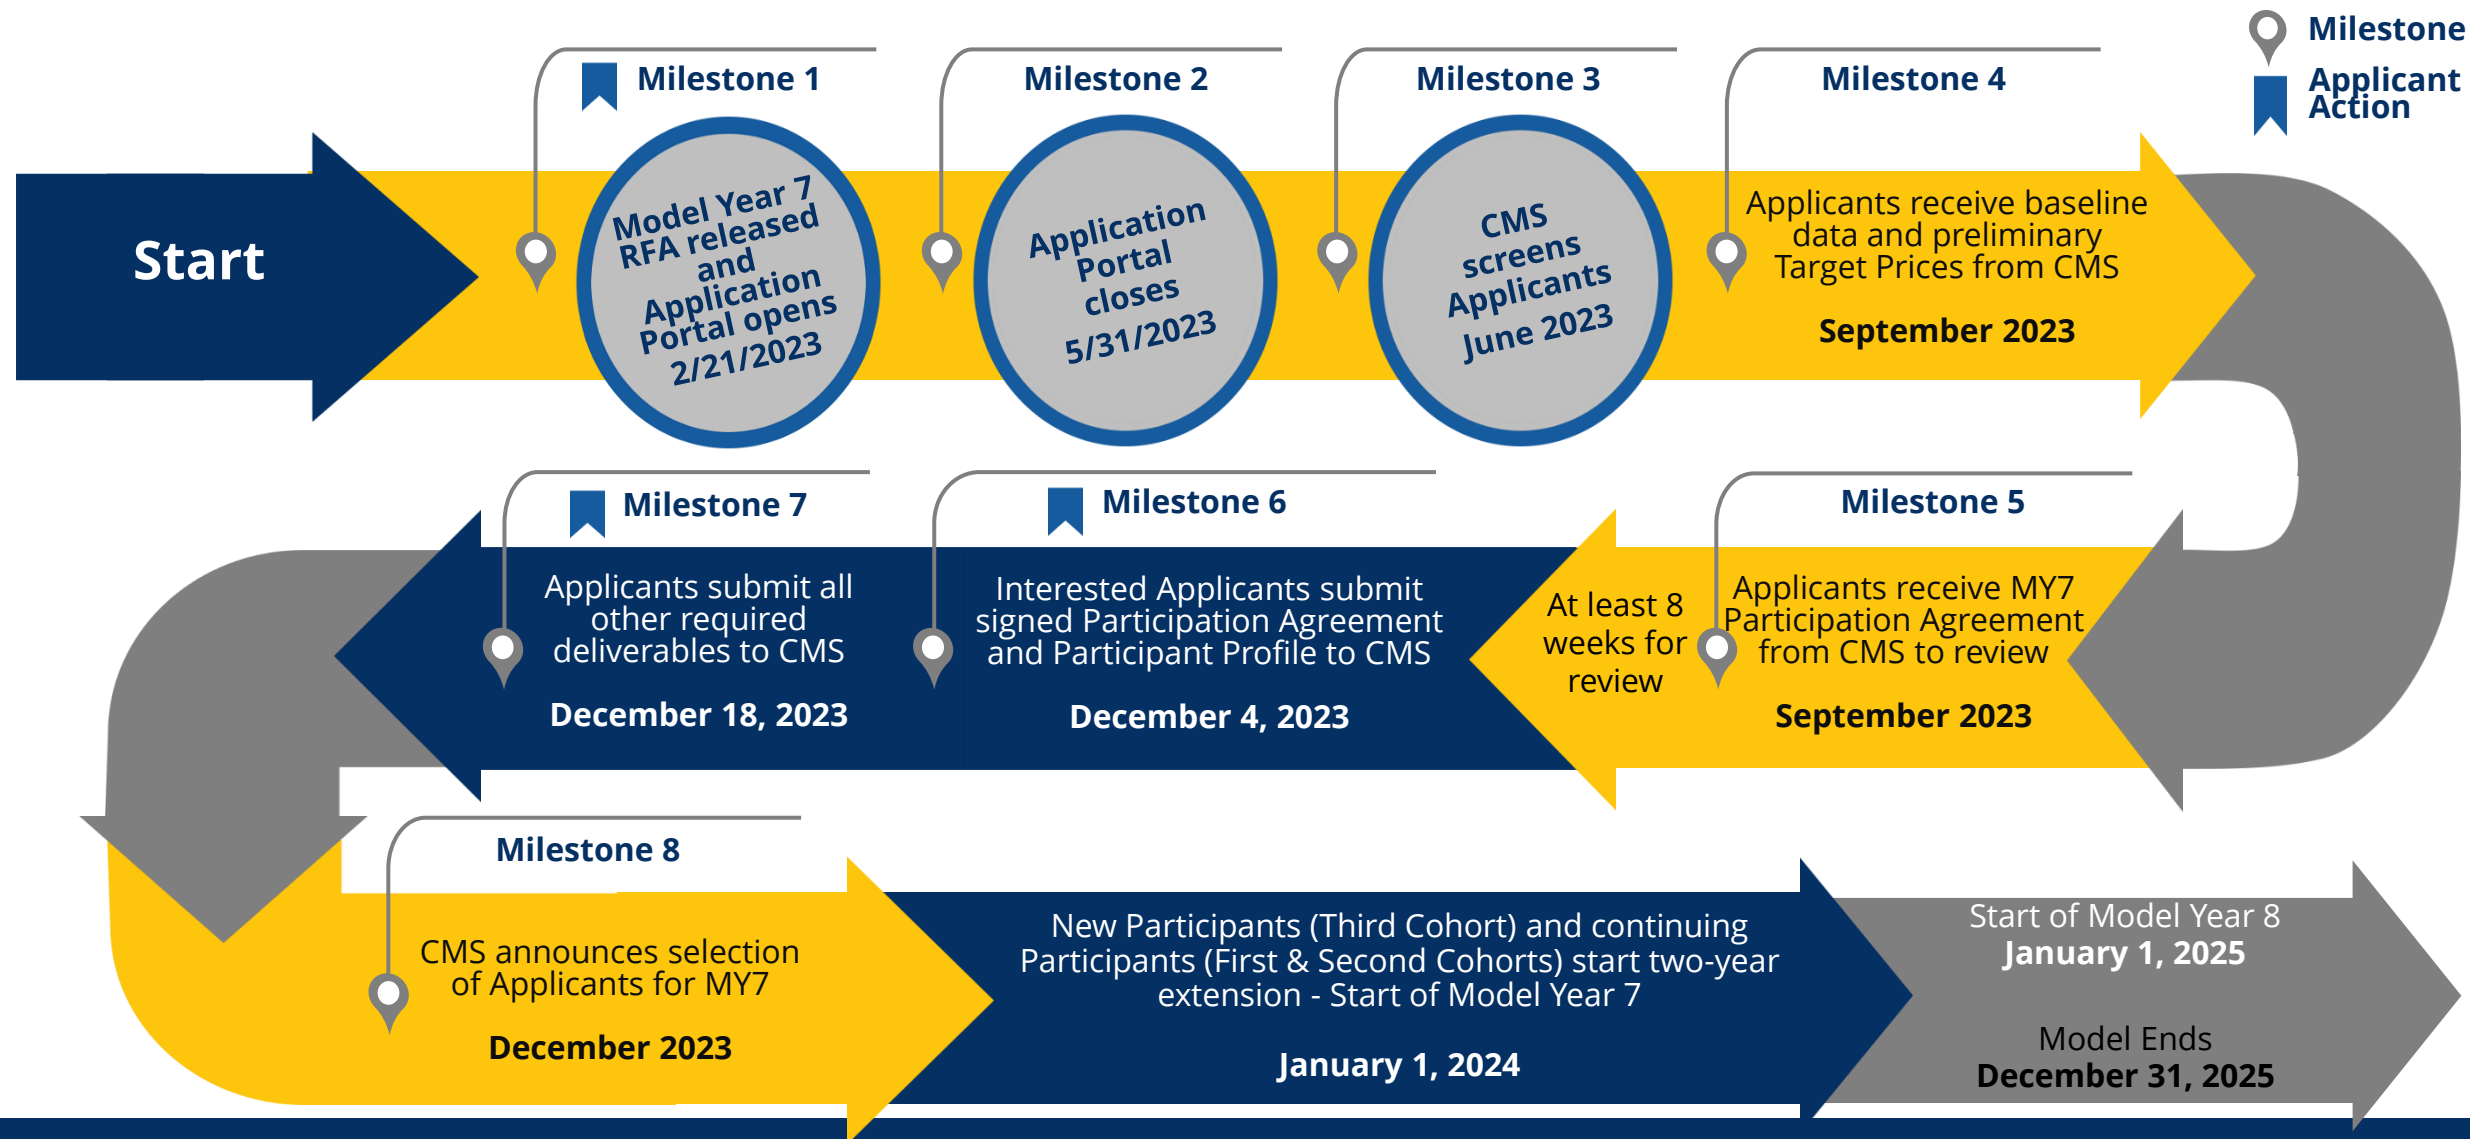 Milestone
Applicant
Action
Milestone 1
Milestone 2
Milestone 3
Milestone 4
Start
Model Year 7
RFA released
and
Application
Portal opens
2/21/2023
Application
Portal
closes
5/31/2023
CMS
screens
Applicants
June 2023
Applicants receive baseline
data and preliminary
Target Prices from CMS
September 2023
Milestone 5
Applicants receive MY7
Participation Agreement
from CMS to review
September 2023
At least 8
weeks for
review
Milestone 6
Interested Applicants submit
signed Participation Agreement
and Participant Profile to CMS
December 4, 2023
Milestone 7
Applicants submit all
other required
deliverables to CMS
December 18, 2023
Milestone 8
CMS announces selection
of Applicants for MY7
December 2023
New Participants (Third Cohort) and continuing
Participants (First & Second Cohorts) start two-year
extension - Start of Model Year 7
January 1, 2024
Start of Model Year 8
January 1, 2025
Model Ends
December 31, 2025